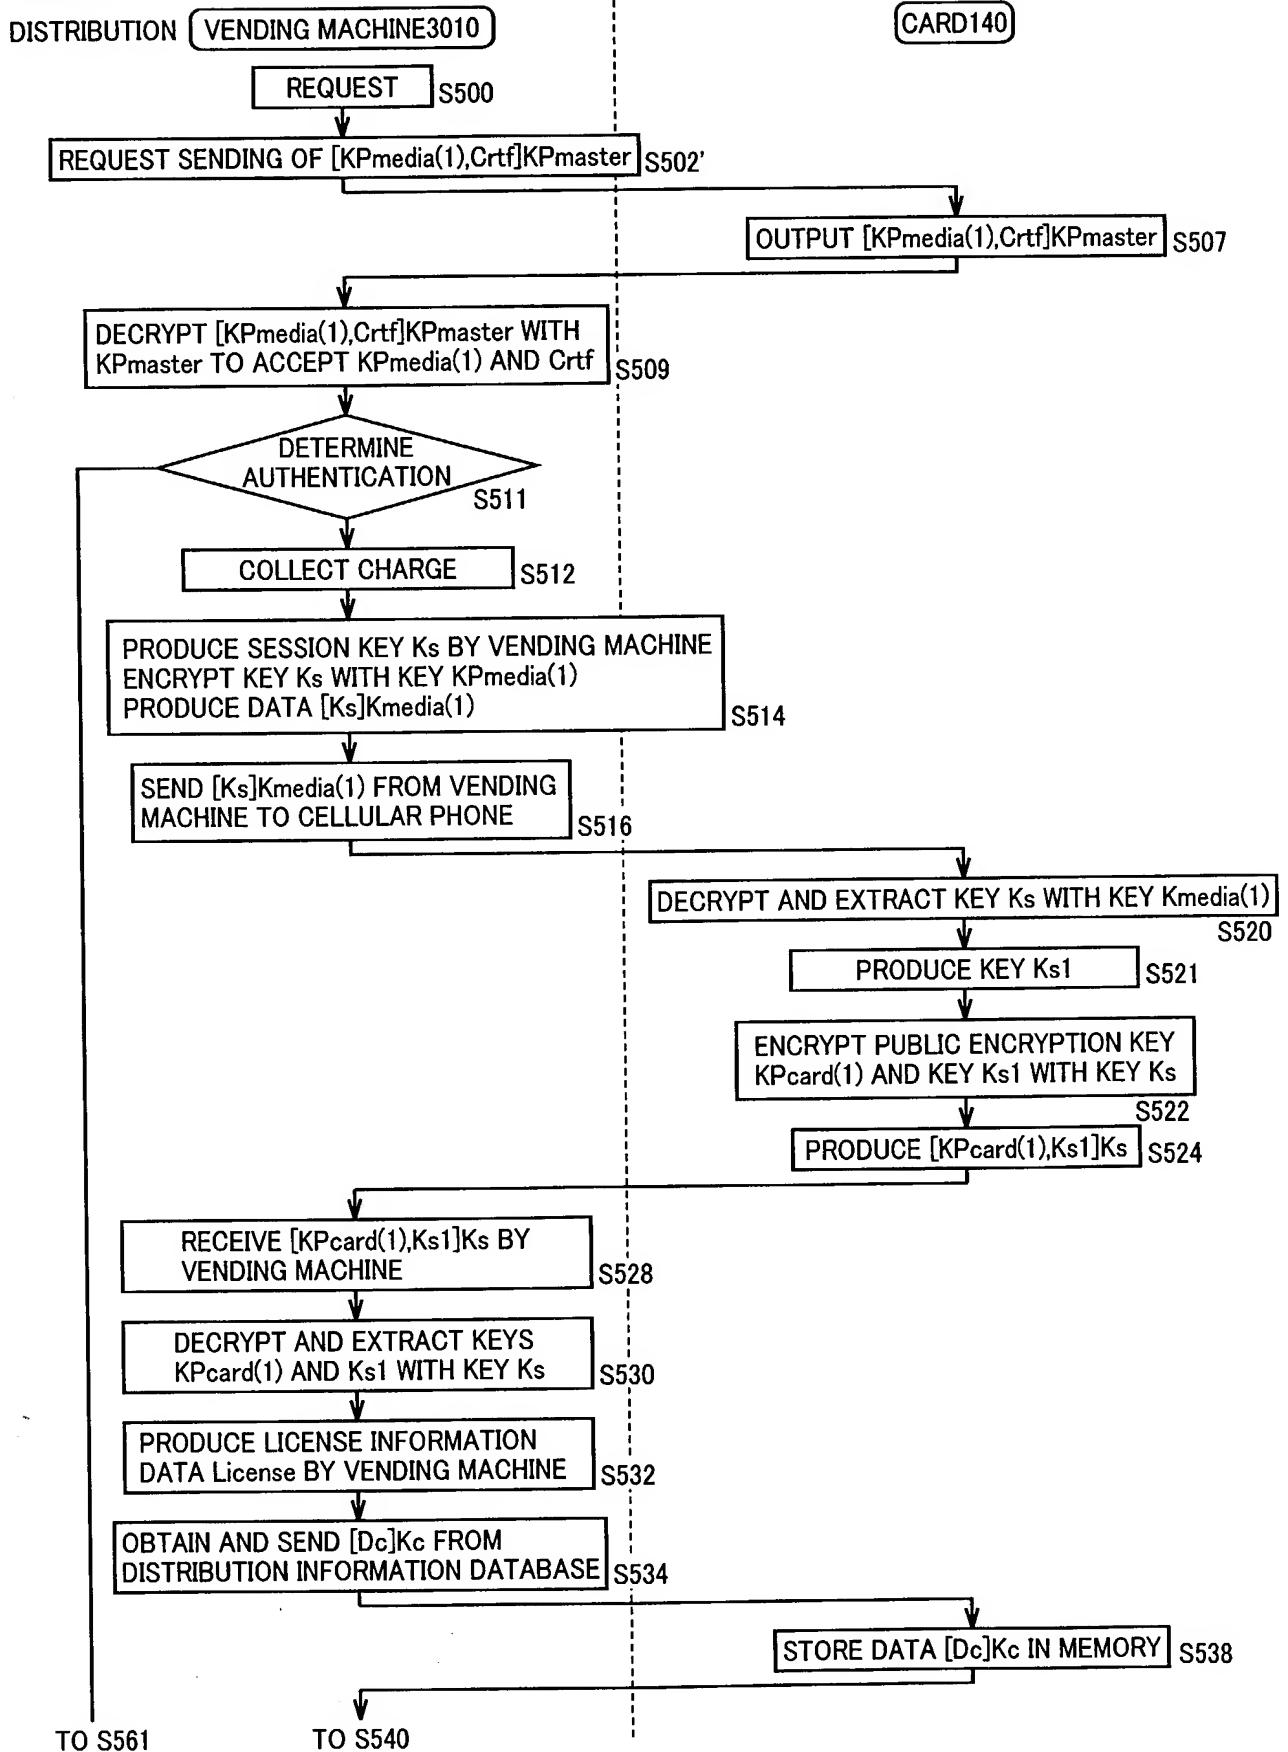 DISTRIBUTION VENDING MACHINE3010
CARD140
REQUEST S500
REQUEST SENDING OF [KPmedia(1),Crtf]KPmaster S502'
OUTPUT [KPmedia(1),Crtf]KPmaster S507
DECRYPT [KPmedia(1),Crtf]KPmaster WITH
KPmaster TO ACCEPT KPmedia(1) AND Crtf S509
DETERMINE
AUTHENTICATION
S511
COLLECT CHARGE S512
PRODUCE SESSION KEY Ks BY VENDING MACHINE
ENCRYPT KEY Ks WITH KEY KPmedia(1)
PRODUCE DATA [Ks]Kmedia(1) S514
SEND [Ks]Kmedia(1) FROM VENDING
MACHINE TO CELLULAR PHONE S516
DECRYPT AND EXTRACT KEY Ks WITH KEY Kmedia(1)
S520
PRODUCE KEY Ks1 S521
ENCRYPT PUBLIC ENCRYPTION KEY
KPcard(1) AND KEY Ks1 WITH KEY Ks
S522
PRODUCE [KPcard(1),Ks1]Ks S524
RECEIVE [KPcard(1),Ks1]Ks BY
VENDING MACHINE S528
DECRYPT AND EXTRACT KEYS
KPcard(1) AND Ks1 WITH KEY Ks S530
PRODUCE LICENSE INFORMATION
DATA License BY VENDING MACHINE S532
OBTAIN AND SEND [Dc]Kc FROM
DISTRIBUTION INFORMATION DATABASE S534
STORE DATA [Dc]Kc IN MEMORY S538
TO S561 TO S540